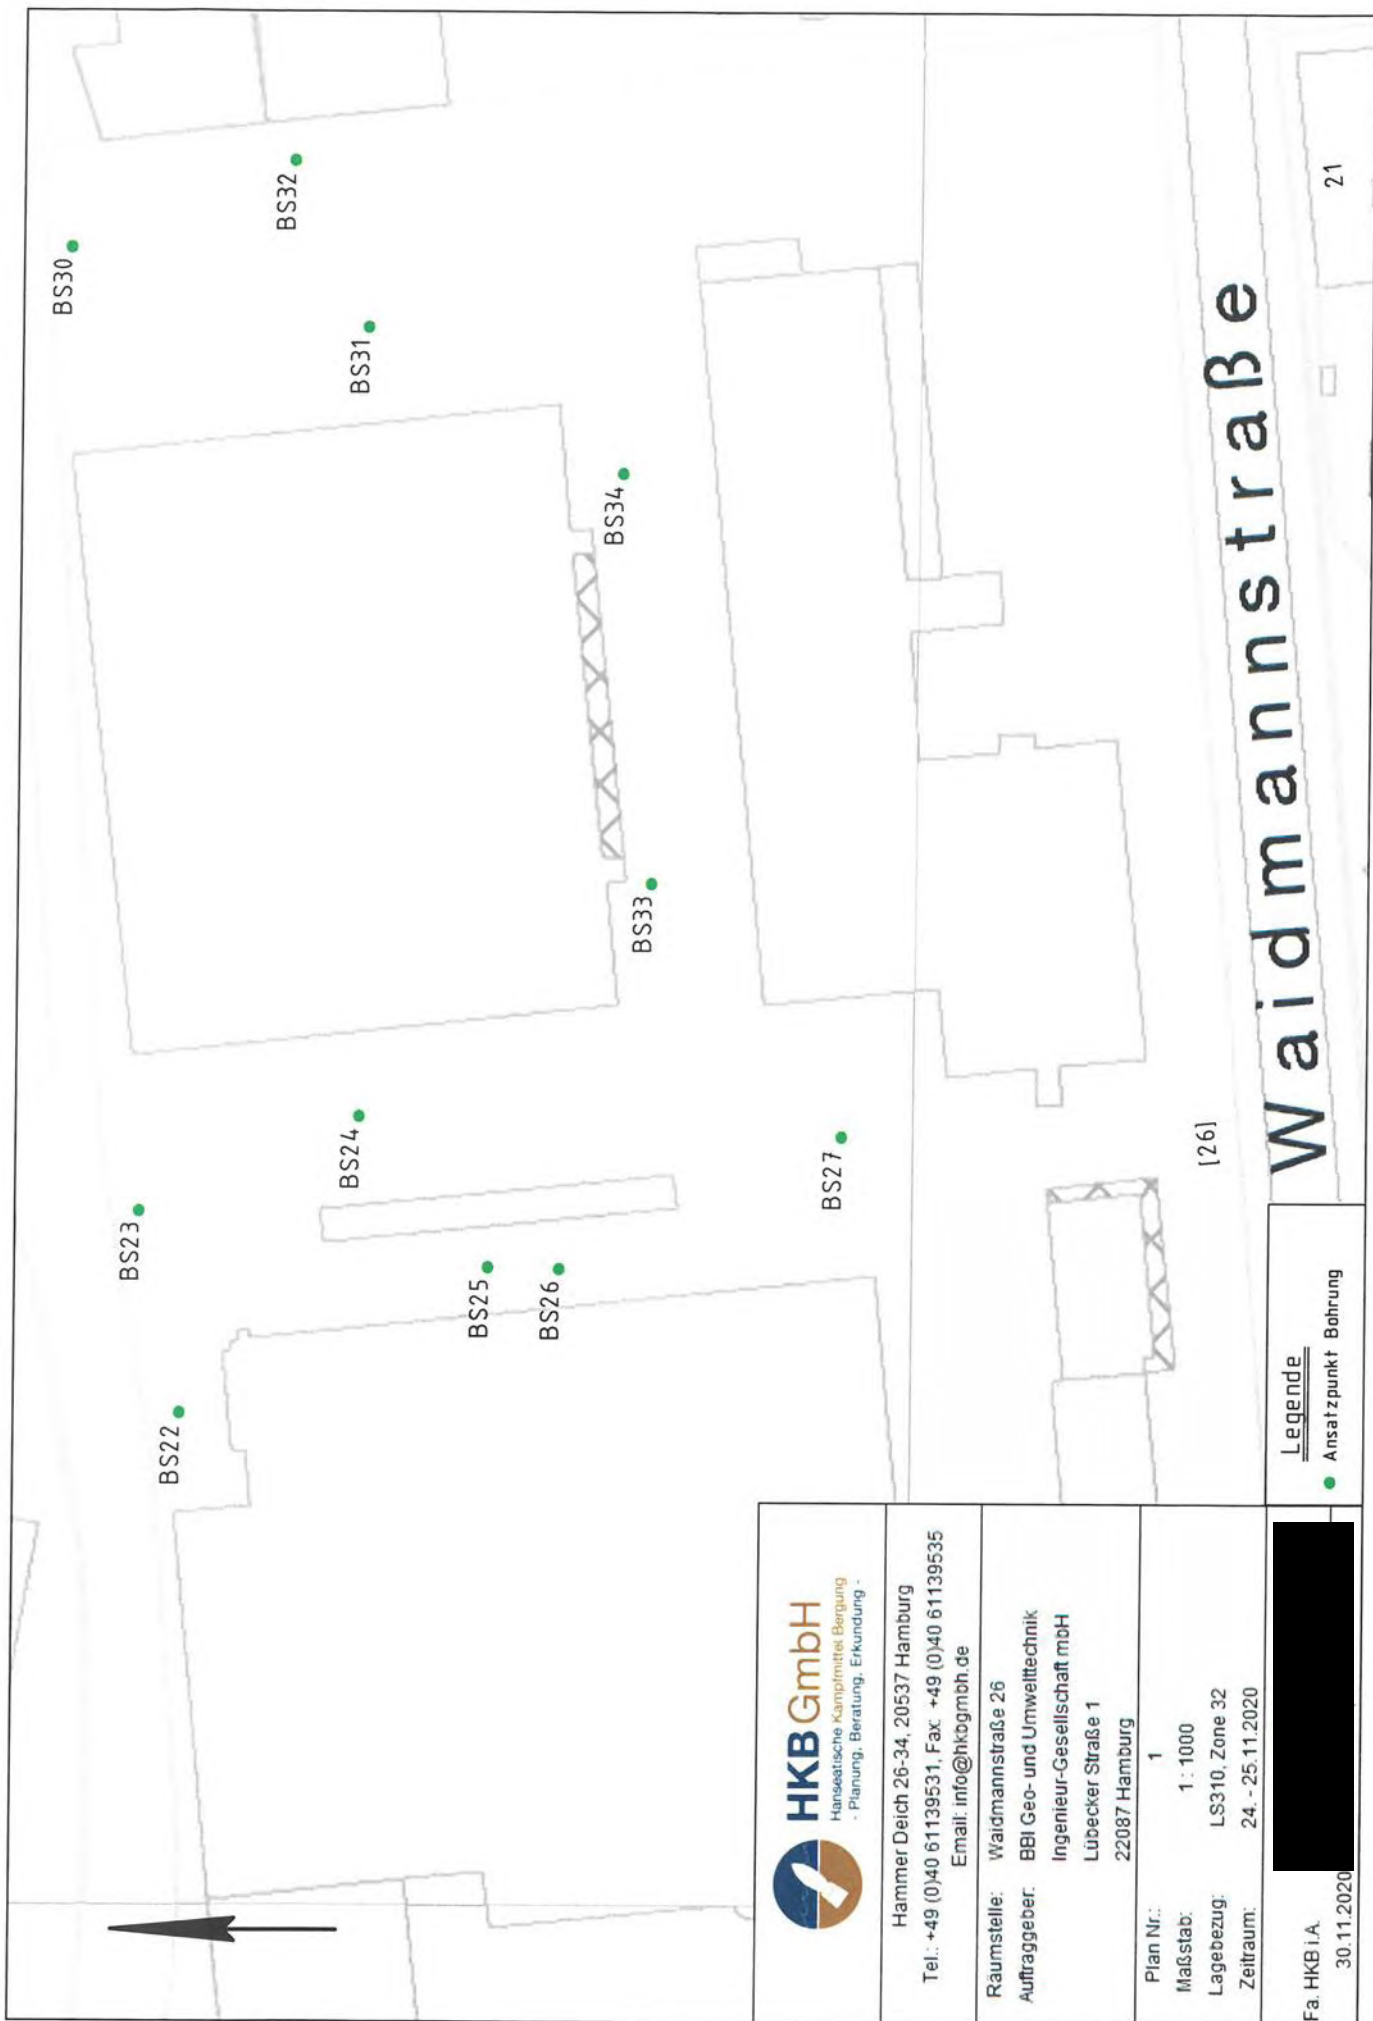 BS30
BS32
BS31
BS34
BS33
BS23
BS24
BS22
BS25
BS26
BS27
21
[26]
Waidmannstraße
Legende
Ansatzpunkt Bohrung
HKB GmbH
Hanseatische Kampfmittel Bergung
- Planung, Beratung, Erkundung -
Hammer Deich 26-34, 20537 Hamburg
Tel.: +49 (0)40 61139531, Fax: +49 (0)40 61139535
Email: info@hkbgmbh.de
Räumstelle: Waidmannstraße 26
Auftraggeber: BBI Geo- und Umwelttechnik
Ingenieur-Gesellschaft mbH
Lübecker Straße 1
22087 Hamburg
Plan Nr.: 1
Maßstab: 1 : 1000
Lagebezug: LS310, Zone 32
Zeitraum: 24. - 25.11.2020
Fa. HKB i.A.
30.11.2020